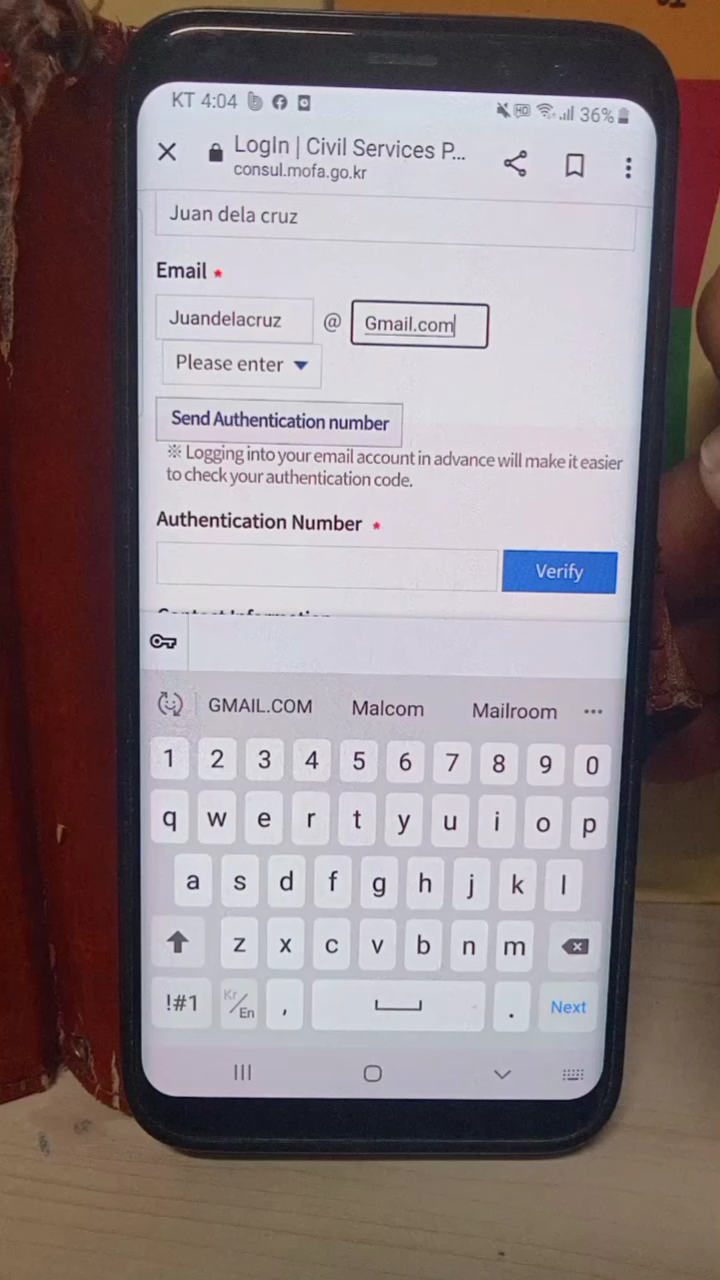 KT 4:04
HD 36%
LogIn | Civil Services P...
consul.mofa.go.kr
Juan dela cruz
Email *
Juandelacruz @ Gmail.com
Please enter
Send Authentication number
※ Logging into your email account in advance will make it easier
to check your authentication code.
Authentication Number *
Verify
Contact Information
GMAIL.COM Malcom Mailroom ...
1 2 3 4 5 6 7 8 9 0
q w e r t y u i o p
a s d f g h j k l
z x c v b n m
!#1 Kr/En , . Next